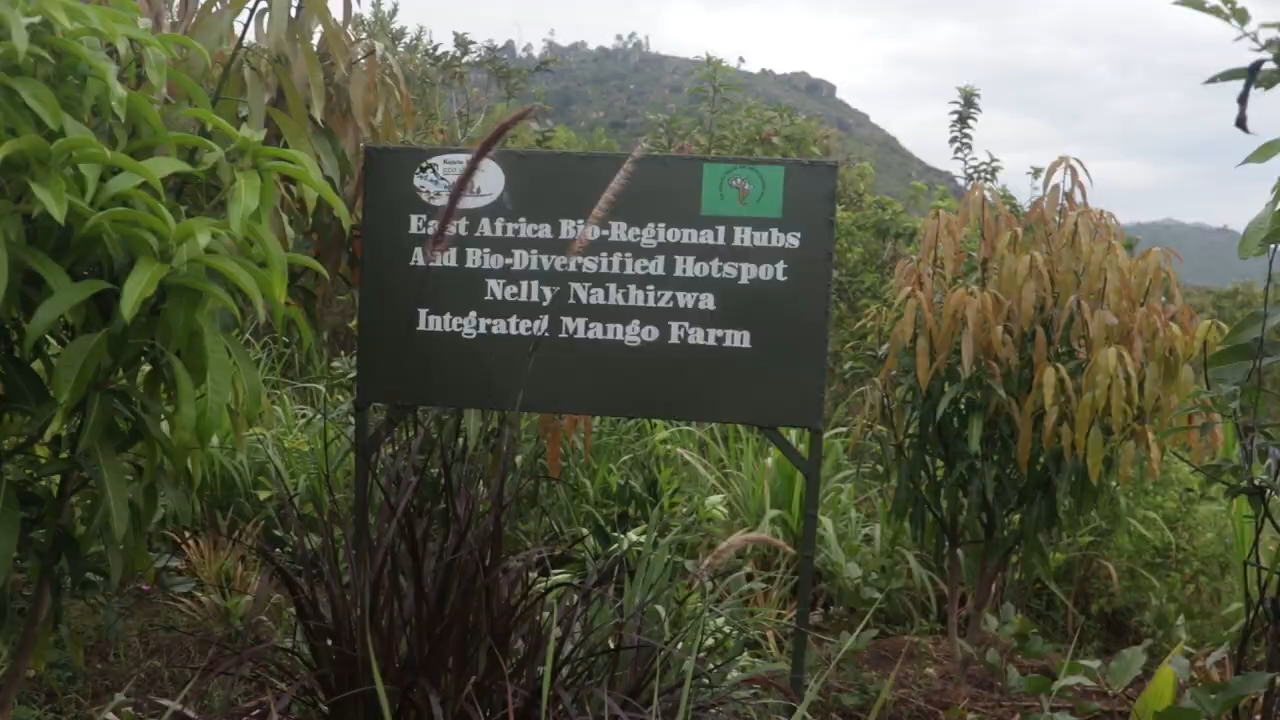 East Africa Bio-Regional Hubs
And Bio-Diversified Hotspot
Nelly Nakhizwa
Integrated Mango Farm